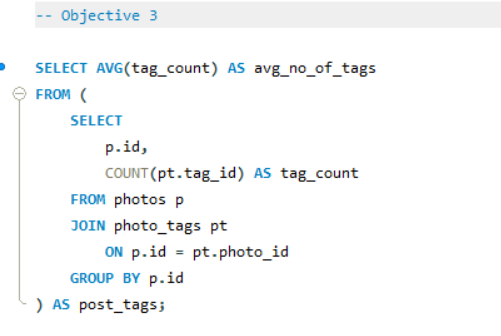 -- Objective 3
SELECT AVG(tag_count) AS avg_no_of_tags
FROM (
SELECT
p.id,
COUNT(pt.tag_id) AS tag_count
FROM photos p
JOIN photo_tags pt
ON p.id = pt.photo_id
GROUP BY p.id
) AS post_tags;